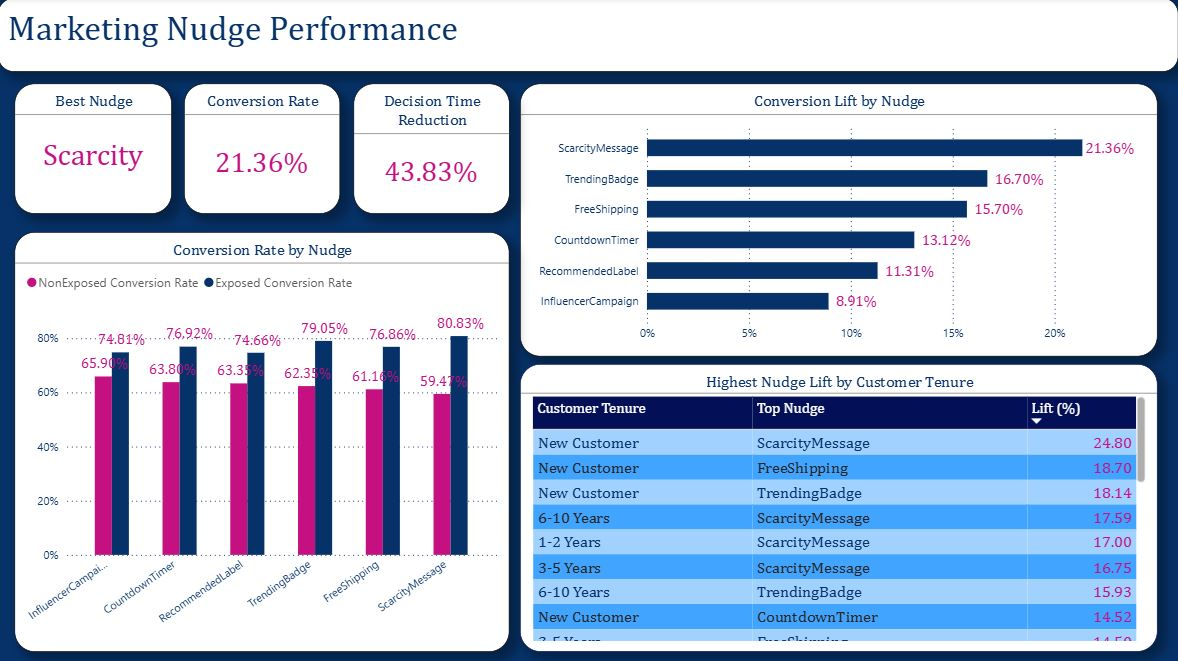 Marketing Nudge Performance
Best Nudge
Scarcity
Conversion Rate
21.36%
Decision Time
Reduction
43.83%
Conversion Lift by Nudge
ScarcityMessage 21.36%
TrendingBadge 16.70%
FreeShipping 15.70%
CountdownTimer 13.12%
RecommendedLabel 11.31%
InfluencerCampaign 8.91%
0% 5% 10% 15% 20%
Conversion Rate by Nudge
NonExposed Conversion Rate Exposed Conversion Rate
80%
60%
40%
20%
0%
65.90% 74.81%
63.80% 76.92%
63.35% 74.66%
62.35% 79.05%
61.16% 76.86%
59.47% 80.83%
InfluencerCampai...
CountdownTimer
RecommendedLabel
TrendingBadge
FreeShipping
ScarcityMessage
Highest Nudge Lift by Customer Tenure
Customer Tenure Top Nudge Lift (%)
New Customer ScarcityMessage 24.80
New Customer FreeShipping 18.70
New Customer TrendingBadge 18.14
6-10 Years ScarcityMessage 17.59
1-2 Years ScarcityMessage 17.00
3-5 Years ScarcityMessage 16.75
6-10 Years TrendingBadge 15.93
New Customer CountdownTimer 14.52
3-5 Years FreeShipping